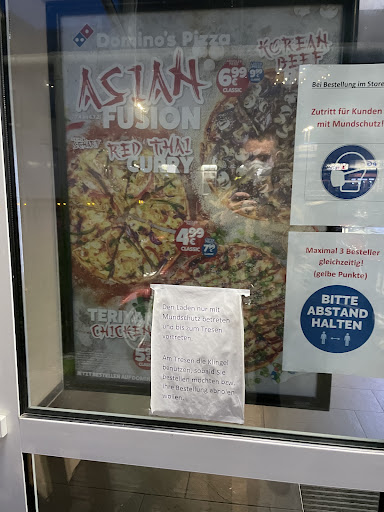 Domino's Pizza
KOREAN
BEEF
6,99
CLASSIC
ASIAN
FUSION
RED THAI
CURRY
4,99
CLASSIC
TERIYAKI
CHICKEN
Bei Bestellung im Store
Zutritt für Kunden
mit Mundschutz!
Maximal 3 Besteller
gleichzeitig!
(gelbe Punkte)
BITTE
ABSTAND
HALTEN
Den Laden nur mit
Mundschutz betreten
und bis zum Tresen
vortreten.
Am Tresen die Klingel
benutzen, sobald Sie
bestellen möchten bzw.
Ihre Bestellung abholen
wollen.